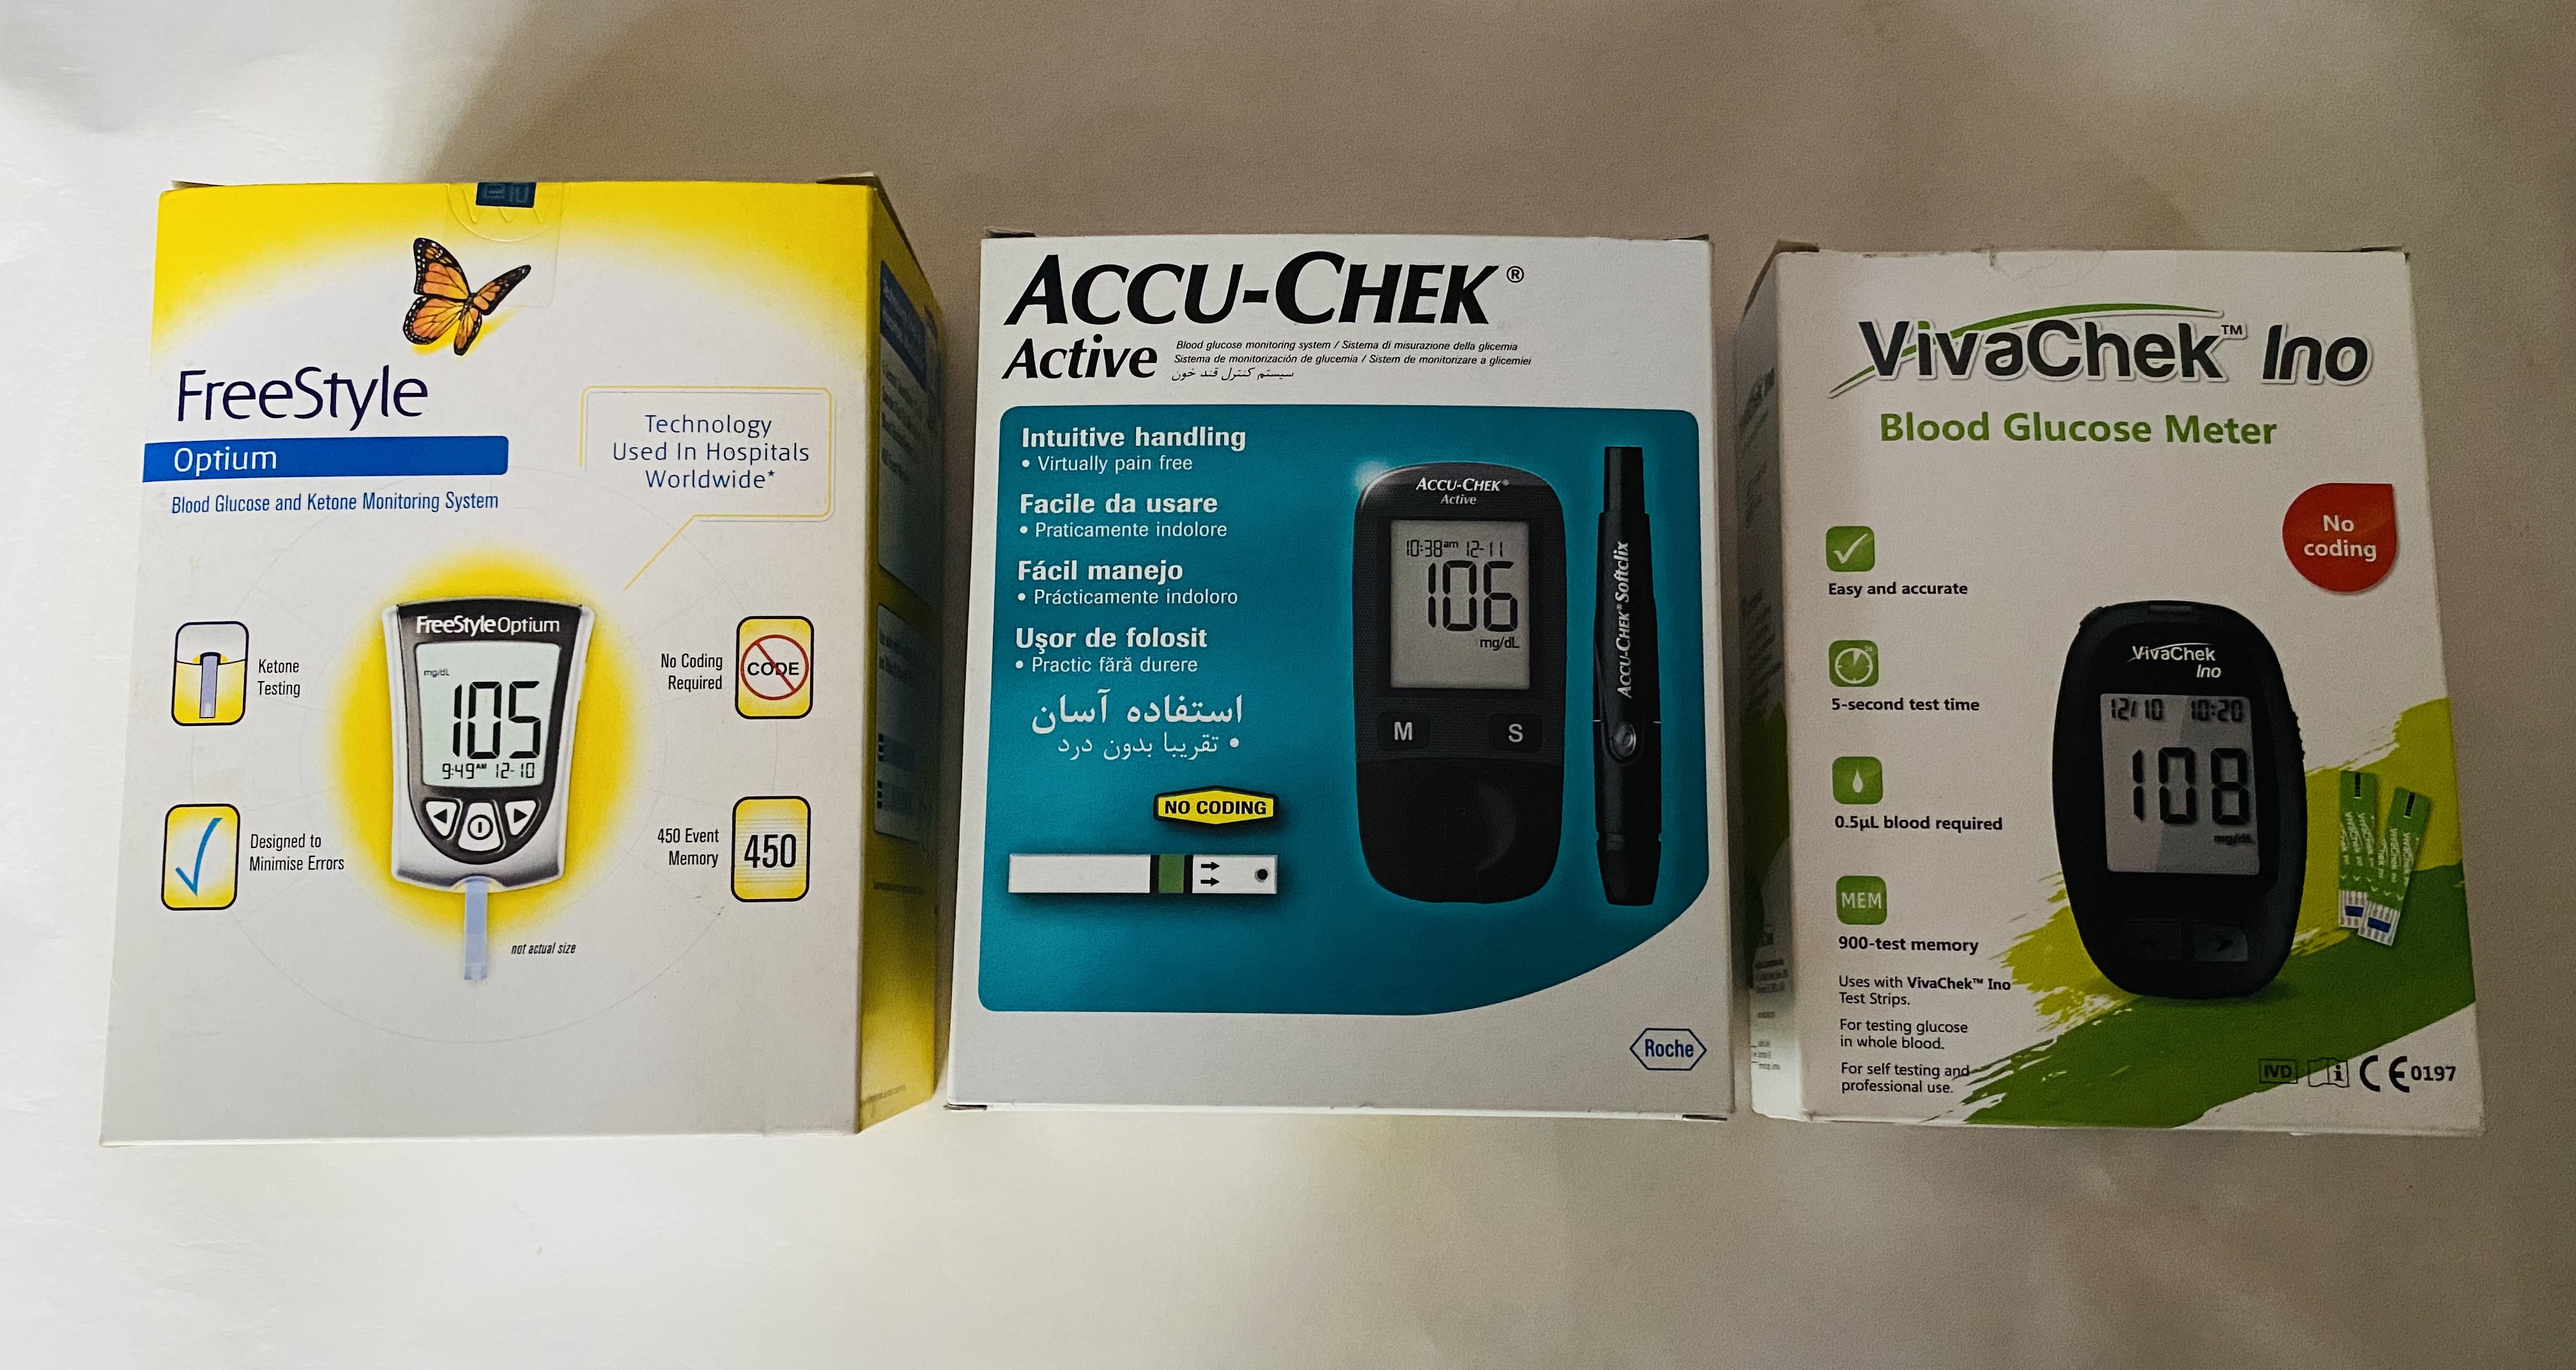 FreeStyle
Optium
Blood Glucose and Ketone Monitoring System
Technology
Used In Hospitals
Worldwide*
FreeStyle Optium
mg/dL
105
9:49AM 12-10
Ketone
Testing
No Coding
Required
CODE
Designed to
Minimise Errors
450 Event
Memory
450
not actual size
ACCU-CHEK®
Active
Blood glucose monitoring system / Sistema di misurazione della glicemia
Sistema de monitorización de glucemia / Sistem de monitorizare a glicemiei
سیستم کنترل قند خون
Intuitive handling
• Virtually pain free
Facile da usare
• Praticamente indolore
Fácil manejo
• Prácticamente indoloro
Uşor de folosit
• Practic fără durere
استفاده آسان
• تقریبا بدون درد
NO CODING
ACCU-CHEK®
Active
10:38am 12-11
106
mg/dL
M S
ACCU-CHEK® Softclix
Roche
VivaChek™ Ino
Blood Glucose Meter
No
coding
Easy and accurate
5-second test time
0.5µL blood required
MEM
900-test memory
Uses with VivaChek™ Ino
Test Strips.
For testing glucose
in whole blood.
For self testing and
professional use.
VivaChek
Ino
12/10 10:20
108
mg/dL
IVD
CE 0197